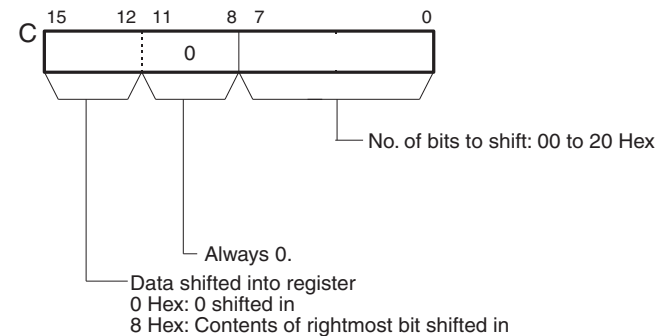 15 12 11 8 7 0
C
0
No. of bits to shift: 00 to 20 Hex
Always 0.
Data shifted into register
0 Hex: 0 shifted in
8 Hex: Contents of rightmost bit shifted in